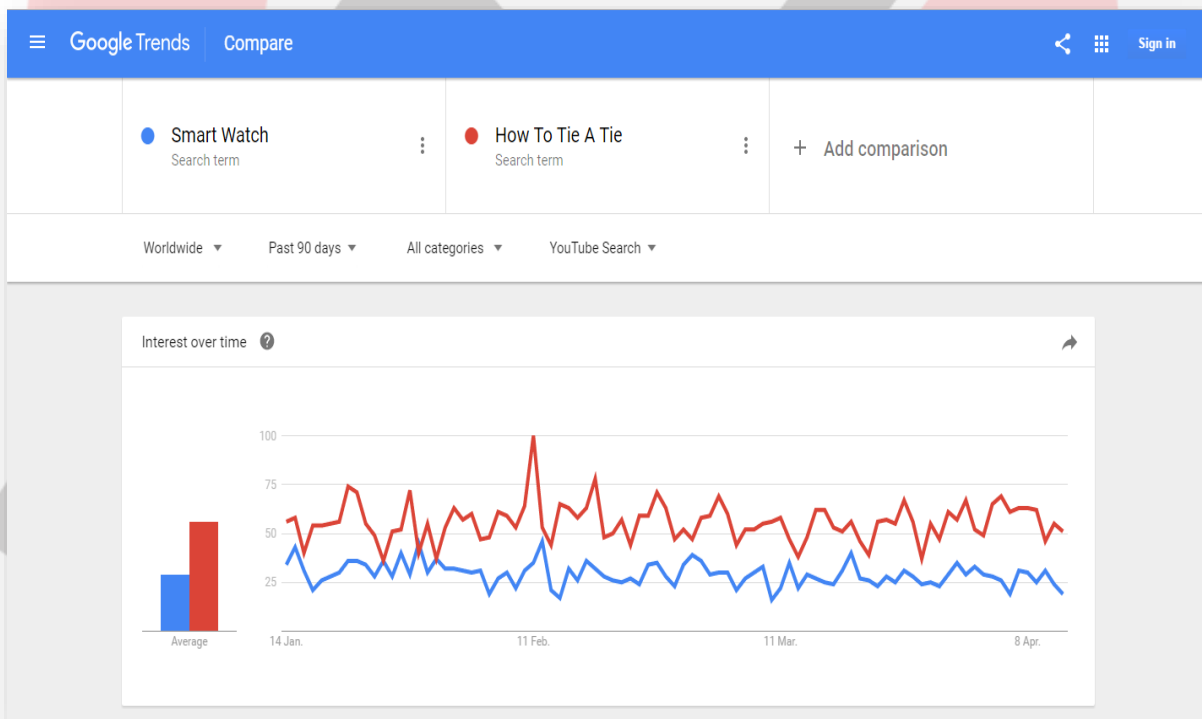 Google Trends Compare Sign in
Smart Watch
Search term
How To Tie A Tie
Search term
+ Add comparison
Worldwide Past 90 days All categories YouTube Search
Interest over time ?
100
75
50
25
Average 14 Jan. 11 Feb. 11 Mar. 8 Apr.